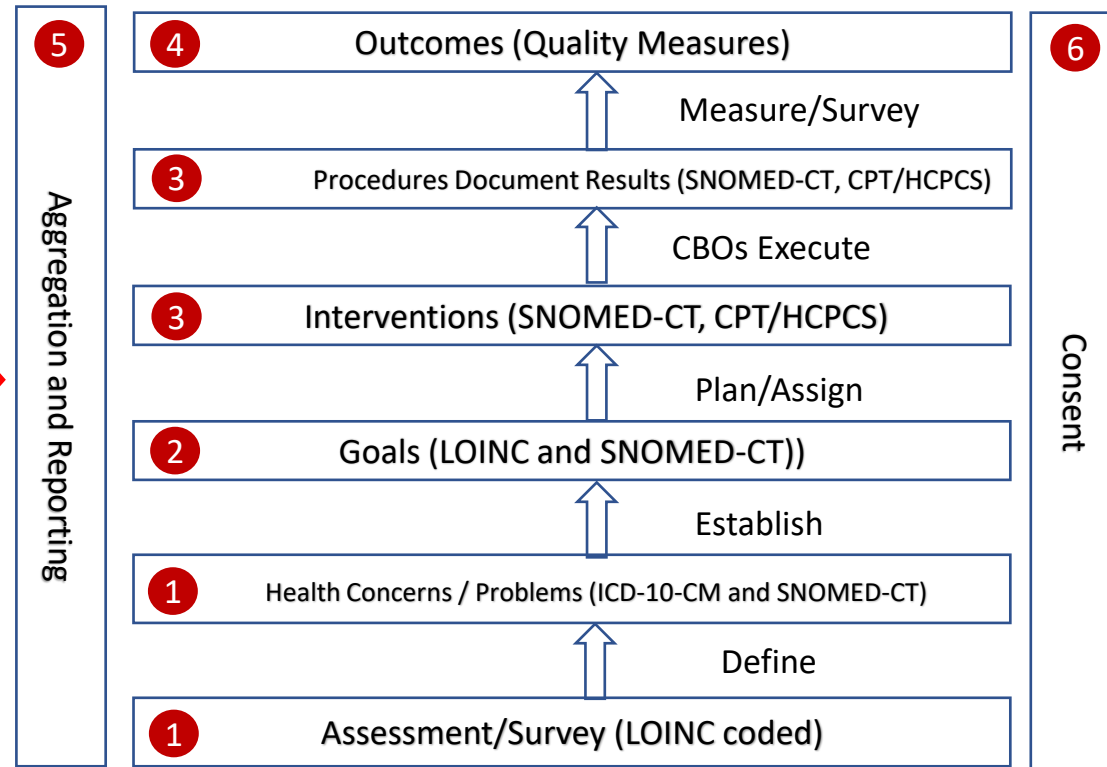 5
Aggregation and Reporting
4
Outcomes (Quality Measures)
Measure/Survey
3
Procedures Document Results (SNOMED-CT, CPT/HCPCS)
CBOs Execute
3
Interventions (SNOMED-CT, CPT/HCPCS)
Plan/Assign
2
Goals (LOINC and SNOMED-CT))
Establish
1
Health Concerns / Problems (ICD-10-CM and SNOMED-CT)
Define
1
Assessment/Survey (LOINC coded)
6
Consent